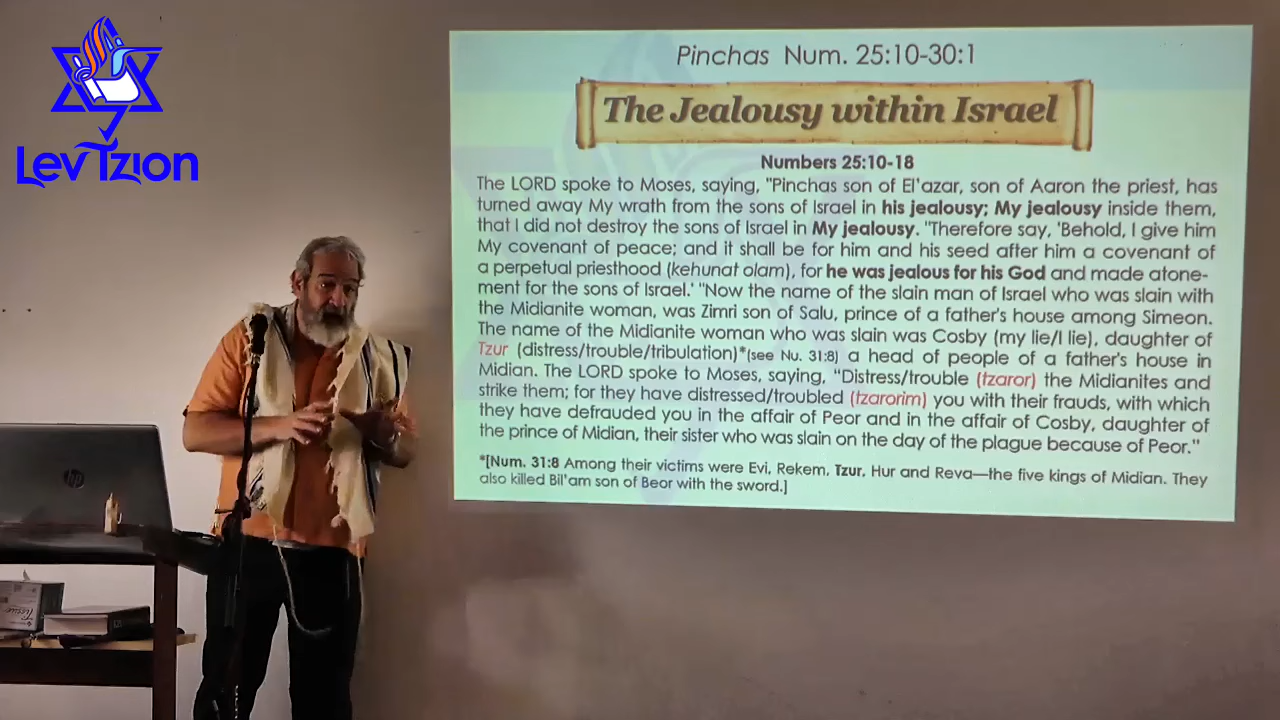 Lev Tzion
Pinchas Num. 25:10-30:1
The Jealousy within Israel
Numbers 25:10-18
The LORD spoke to Moses, saying, "Pinchas son of El'azar, son of Aaron the priest, has
turned away My wrath from the sons of Israel in his jealousy; My jealousy inside them,
that I did not destroy the sons of Israel in My jealousy. "Therefore say, 'Behold, I give him
My covenant of peace; and it shall be for him and his seed after him a covenant of
a perpetual priesthood (kehunat olam), for he was jealous for his God and made atone-
ment for the sons of Israel.' "Now the name of the slain man of Israel who was slain with
the Midianite woman, was Zimri son of Salu, prince of a father's house among Simeon.
The name of the Midianite woman who was slain was Cosby (my lie/I lie), daughter of
Tzur (distress/trouble/tribulation)*(see Nu. 31:8) a head of people of a father's house in
Midian. The LORD spoke to Moses, saying, "Distress/trouble (tzaror) the Midianites and
strike them; for they have distressed/troubled (tzarorim) you with their frauds, with which
they have defrauded you in the affair of Peor and in the affair of Cosby, daughter of
the prince of Midian, their sister who was slain on the day of the plague because of Peor."
*[Num. 31:8 Among their victims were Evi, Rekem, Tzur, Hur and Reva—the five kings of Midian. They
also killed Bil'am son of Beor with the sword.]
hp
Tissue